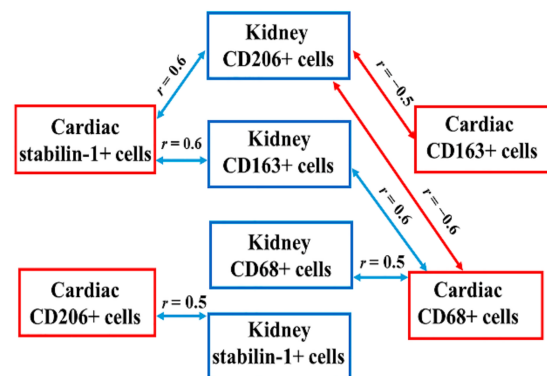 Kidney
CD206+ cells
r = 0.6
r = −0.5
Cardiac
stabilin-1+ cells
r = 0.6
Kidney
CD163+ cells
Cardiac
CD163+ cells
r = 0.6
r = −0.6
Kidney
CD68+ cells
r = 0.5
Cardiac
CD68+ cells
Cardiac
CD206+ cells
r = 0.5
Kidney
stabilin-1+ cells